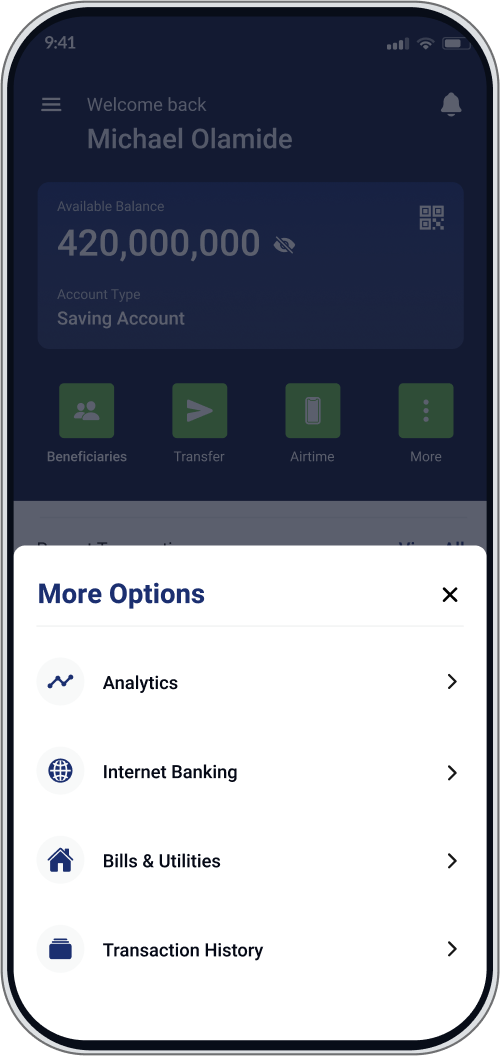 9:41
Welcome back
Michael Olamide
Available Balance
420,000,000
Account Type
Saving Account
Beneficiaries Transfer Airtime More
More Options
Analytics
Internet Banking
Bills & Utilities
Transaction History